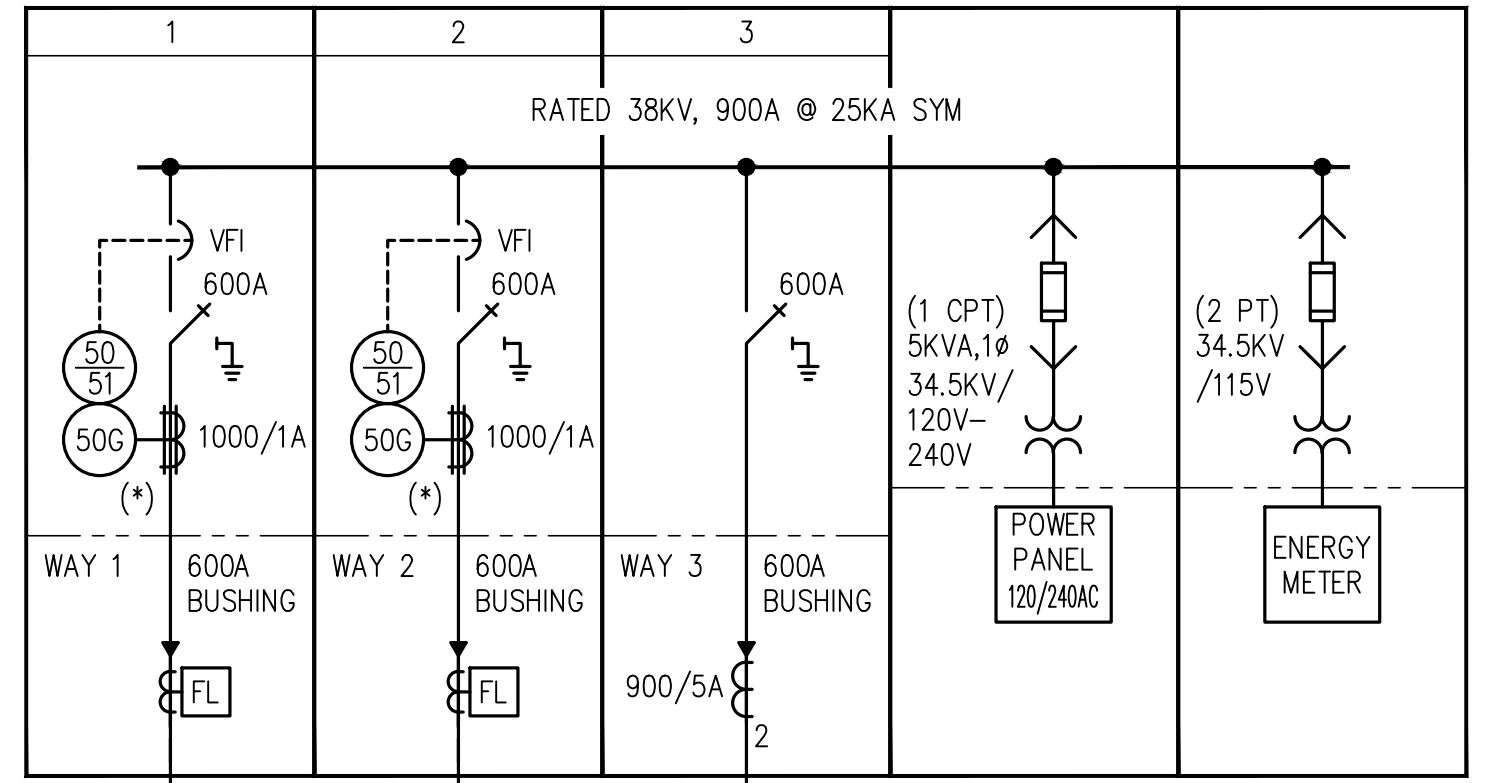 1
2
3
RATED 38KV, 900A @ 25KA SYM
VFI
600A
50
51
50G
1000/1A
(*)
WAY 1
600A
BUSHING
FL
VFI
600A
50
51
50G
1000/1A
(*)
WAY 2
600A
BUSHING
FL
600A
WAY 3
600A
BUSHING
900/5A
2
(1 CPT)
5KVA,1ø
34.5KV/
120V–
240V
POWER
PANEL
120/240AC
(2 PT)
34.5KV
/115V
ENERGY
METER